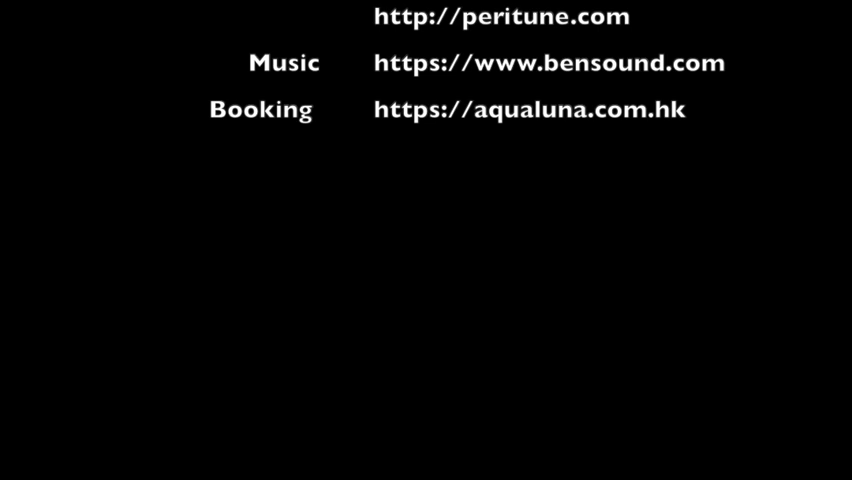 http://peritune.com
Music https://www.bensound.com
Booking https://aqualuna.com.hk